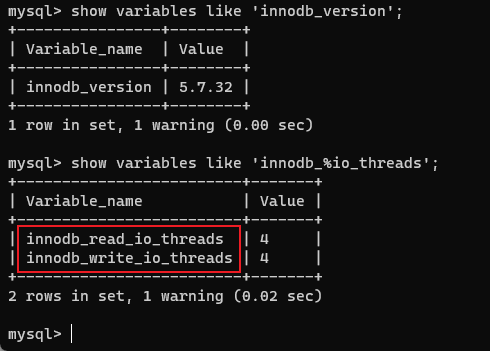 mysql> show variables like 'innodb_version';
+----------------+--------+
| Variable_name  | Value  |
+----------------+--------+
| innodb_version | 5.7.32 |
+----------------+--------+
1 row in set, 1 warning (0.00 sec)

mysql> show variables like 'innodb_%io_threads';
+-------------------------+-------+
| Variable_name           | Value |
+-------------------------+-------+
| innodb_read_io_threads  | 4     |
| innodb_write_io_threads | 4     |
+-------------------------+-------+
2 rows in set, 1 warning (0.02 sec)

mysql>